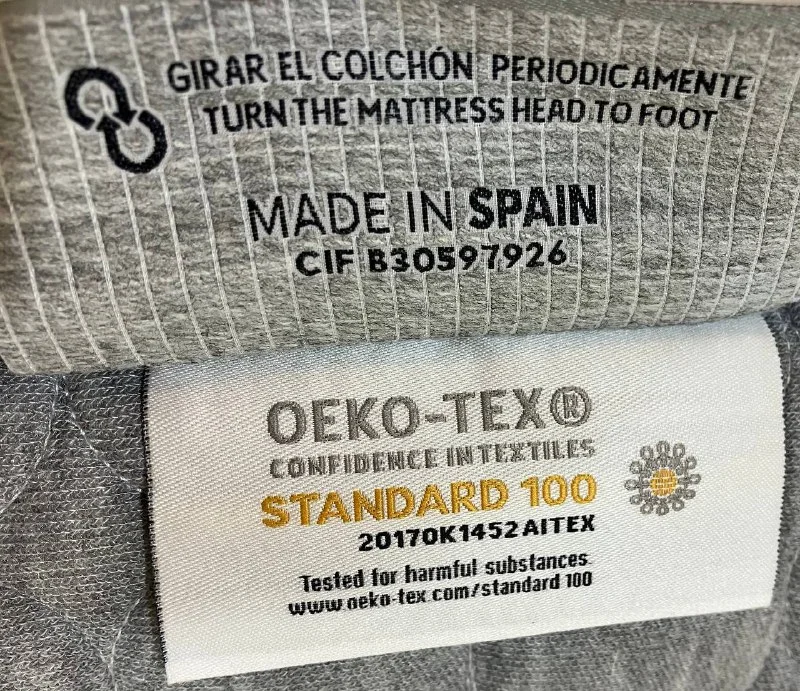 GIRAR EL COLCHÓN PERIODICAMENTE
TURN THE MATTRESS HEAD TO FOOT
MADE IN SPAIN
CIF B30597926
OEKO-TEX®
CONFIDENCE IN TEXTILES
STANDARD 100
2017OK1452 AITEX
Tested for harmful substances.
www.oeko-tex.com/standard 100